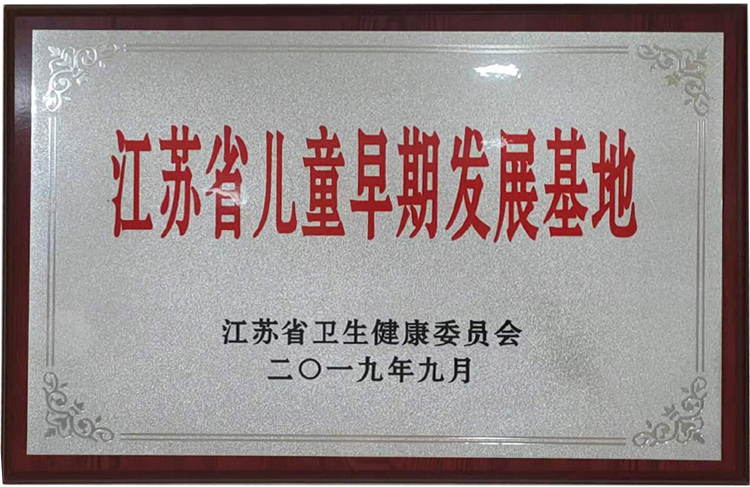 江苏省儿童早期发展基地
江苏省卫生健康委员会
二〇一九年九月